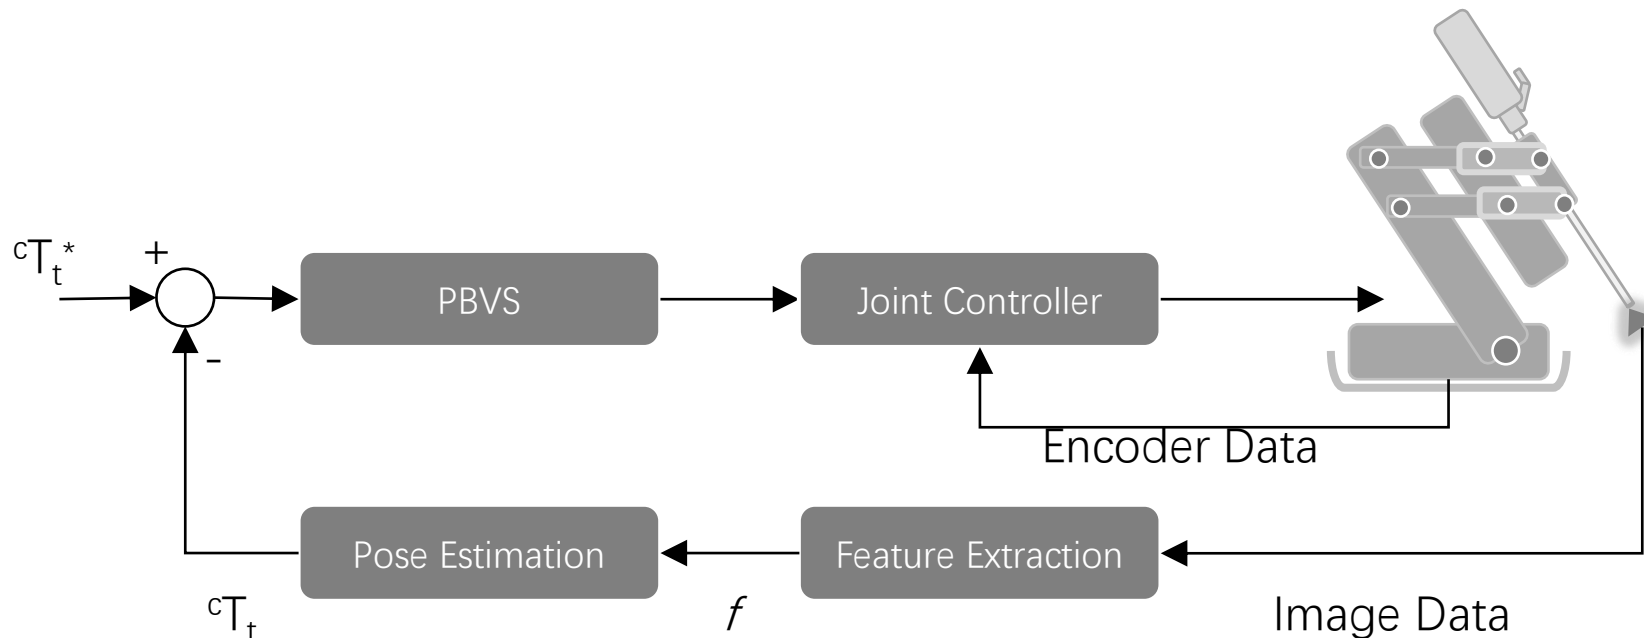 ᶜTₜ*
+
PBVS
Joint Controller
-
Encoder Data
Pose Estimation
Feature Extraction
ᶜTₜ
f
Image Data